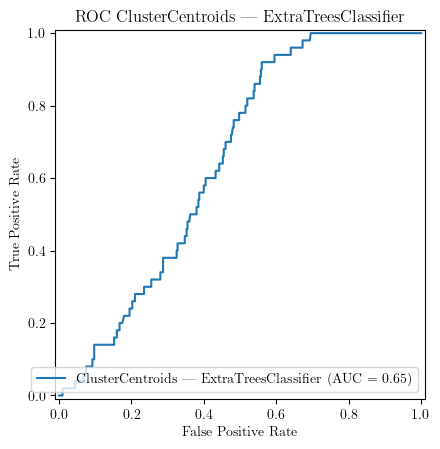 ROC ClusterCentroids — ExtraTreesClassifier
True Positive Rate
1.0
0.8
0.6
0.4
0.2
0.0
ClusterCentroids — ExtraTreesClassifier (AUC = 0.65)
0.0 0.2 0.4 0.6 0.8 1.0
False Positive Rate